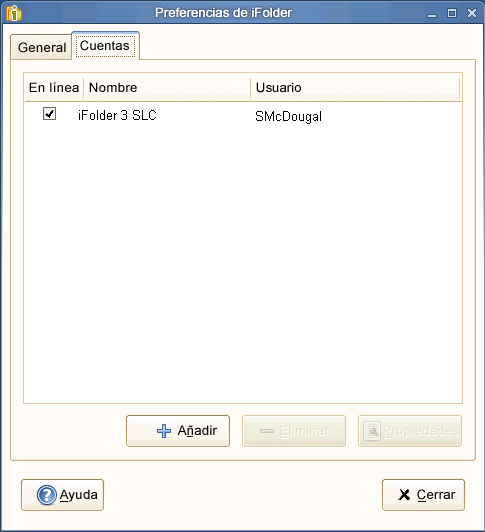 Preferencias de iFolder
General Cuentas
En línea Nombre Usuario
iFolder 3 SLC SMcDougal
Añadir Eliminar Propiedades
Ayuda Cerrar